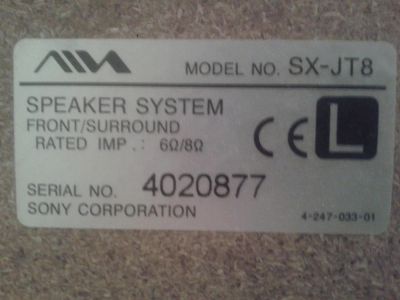 AIWA
MODEL NO. SX-JT8
SPEAKER SYSTEM
FRONT/SURROUND
RATED IMP.: 6Ω/8Ω
CE L
SERIAL NO. 4020877
SONY CORPORATION
4-247-033-01